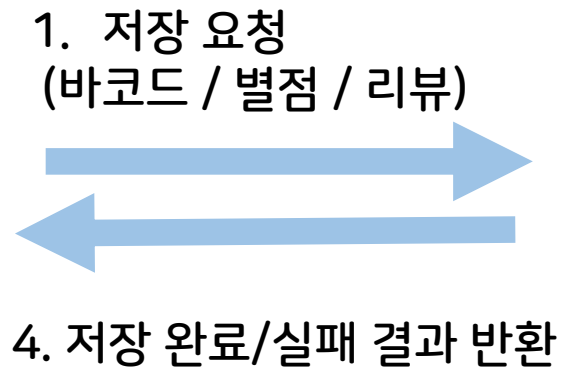 1. 저장 요청
(바코드 / 별점 / 리뷰)
4. 저장 완료/실패 결과 반환